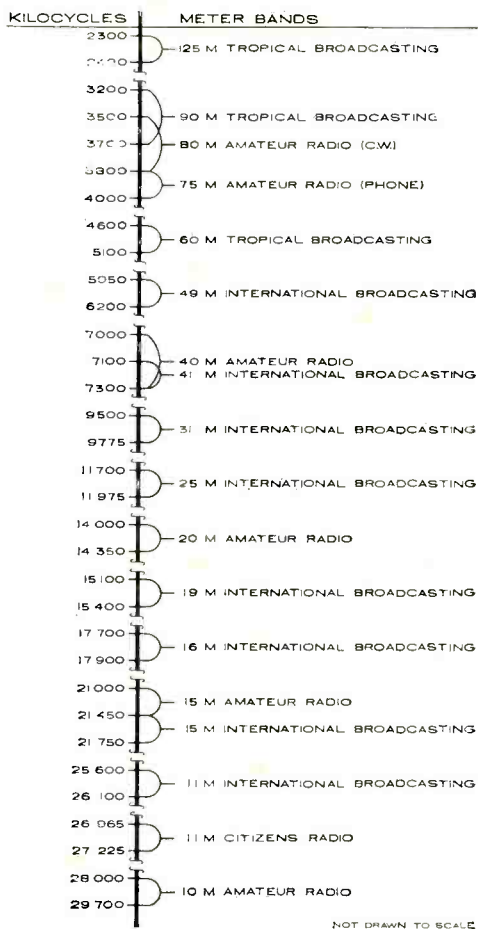 KILOCYCLES METER BANDS
2300
125 M TROPICAL BROADCASTING
3200
3500 90 M TROPICAL BROADCASTING
3700 80 M AMATEUR RADIO (C.W.)
3800
75 M AMATEUR RADIO (PHONE)
4000
4600
60 M TROPICAL BROADCASTING
5100
5950
49 M INTERNATIONAL BROADCASTING
6200
7000
7100 40 M AMATEUR RADIO
41 M INTERNATIONAL BROADCASTING
7300
9500
31 M INTERNATIONAL BROADCASTING
9775
11 700
25 M INTERNATIONAL BROADCASTING
11 975
14 000
20 M AMATEUR RADIO
14 350
15 100
19 M INTERNATIONAL BROADCASTING
15 400
17 700
16 M INTERNATIONAL BROADCASTING
17 900
21 000
15 M AMATEUR RADIO
21 450
15 M INTERNATIONAL BROADCASTING
21 750
25 600
11 M INTERNATIONAL BROADCASTING
26 100
26 965
11 M CITIZENS RADIO
27 225
28 000
10 M AMATEUR RADIO
29 700
NOT DRAWN TO SCALE